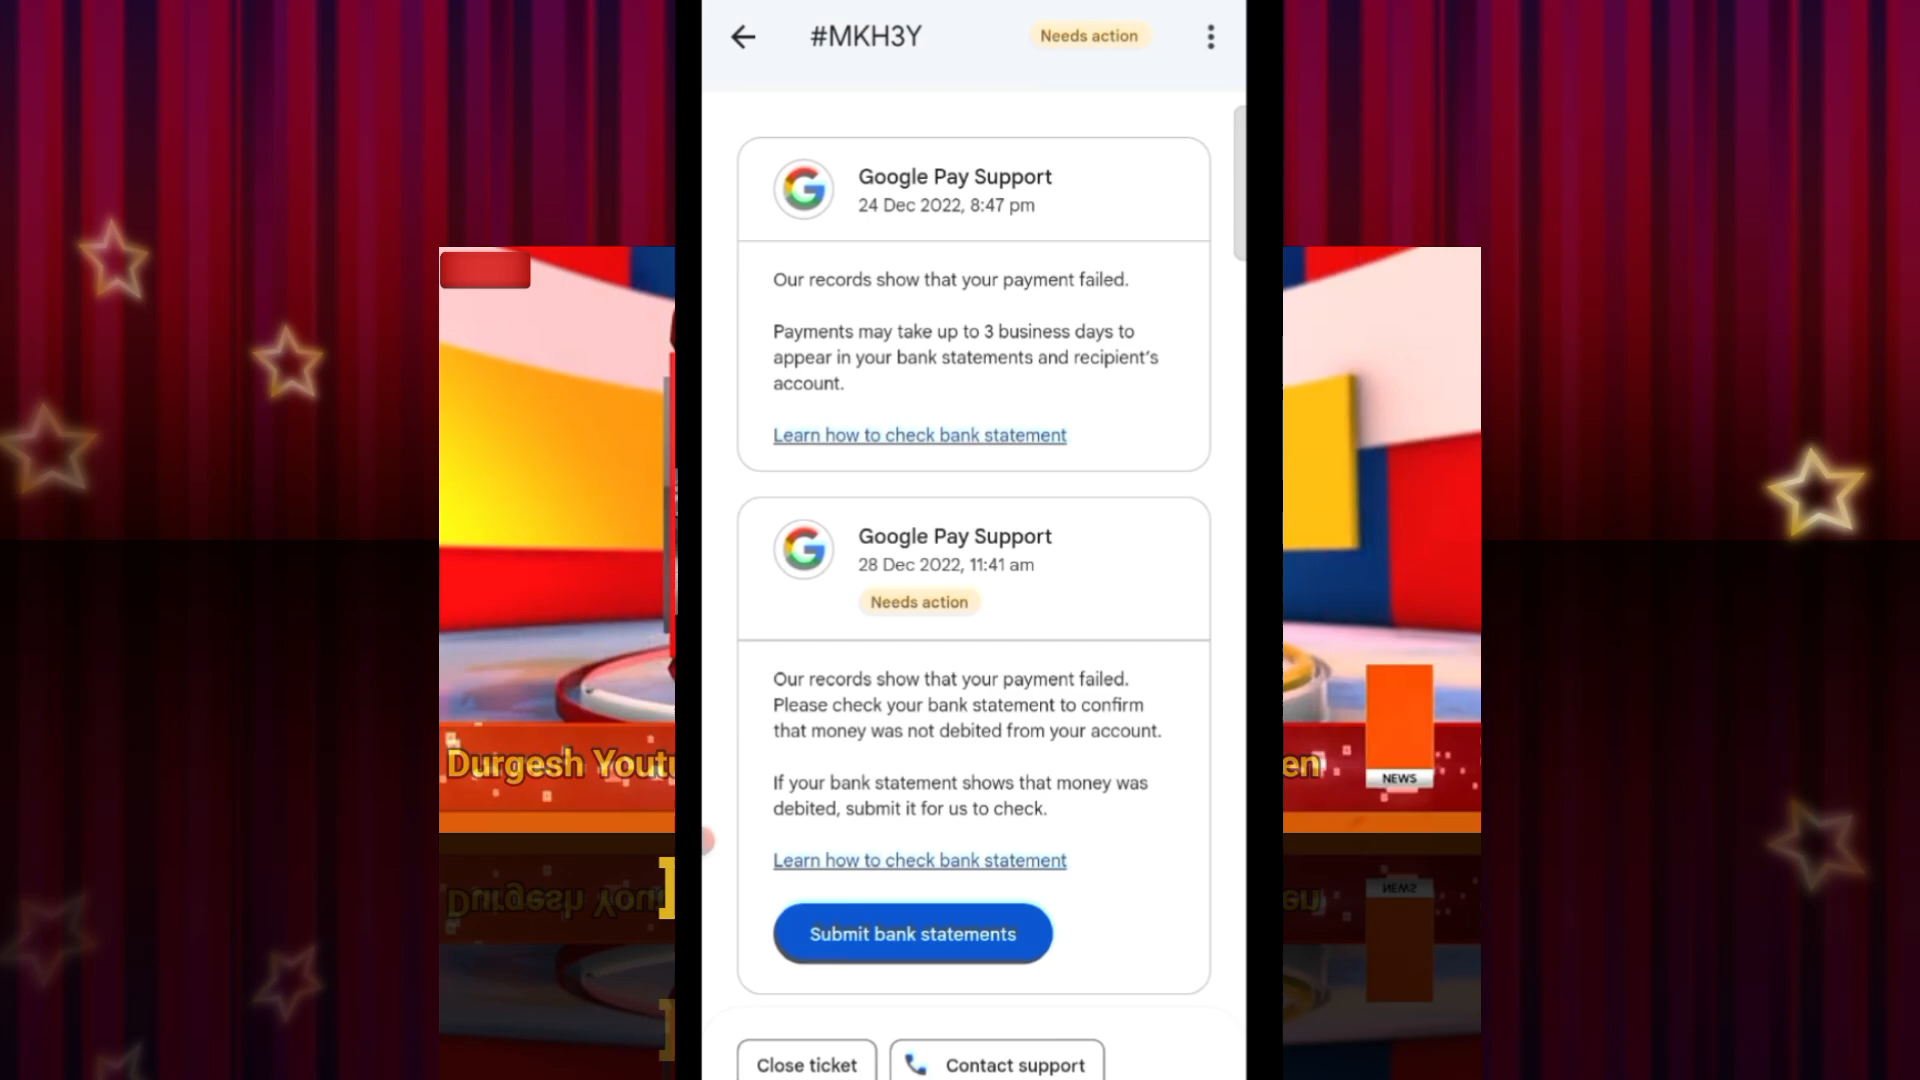 #MKH3Y
Needs action
Google Pay Support
24 Dec 2022, 8:47 pm
Our records show that your payment failed.
Payments may take up to 3 business days to
appear in your bank statements and recipient's
account.
Learn how to check bank statement
Google Pay Support
28 Dec 2022, 11:41 am
Needs action
Our records show that your payment failed.
Please check your bank statement to confirm
that money was not debited from your account.
If your bank statement shows that money was
debited, submit it for us to check.
Learn how to check bank statement
Submit bank statements
Close ticket
Contact support
Durgesh Yout
en
NEWS